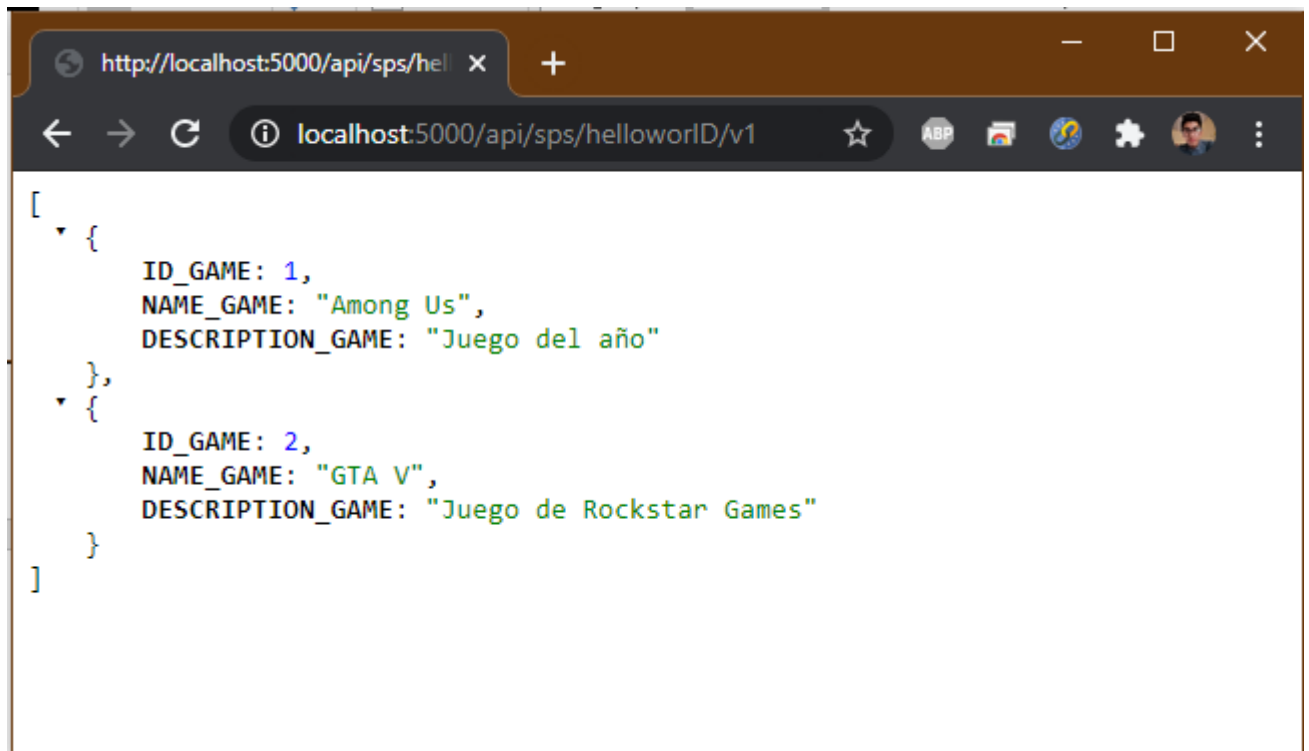 http://localhost:5000/api/sps/hel
localhost:5000/api/sps/helloworlD/v1
ABP
[
{
ID_GAME: 1,
NAME_GAME: "Among Us",
DESCRIPTION_GAME: "Juego del año"
},
{
ID_GAME: 2,
NAME_GAME: "GTA V",
DESCRIPTION_GAME: "Juego de Rockstar Games"
}
]